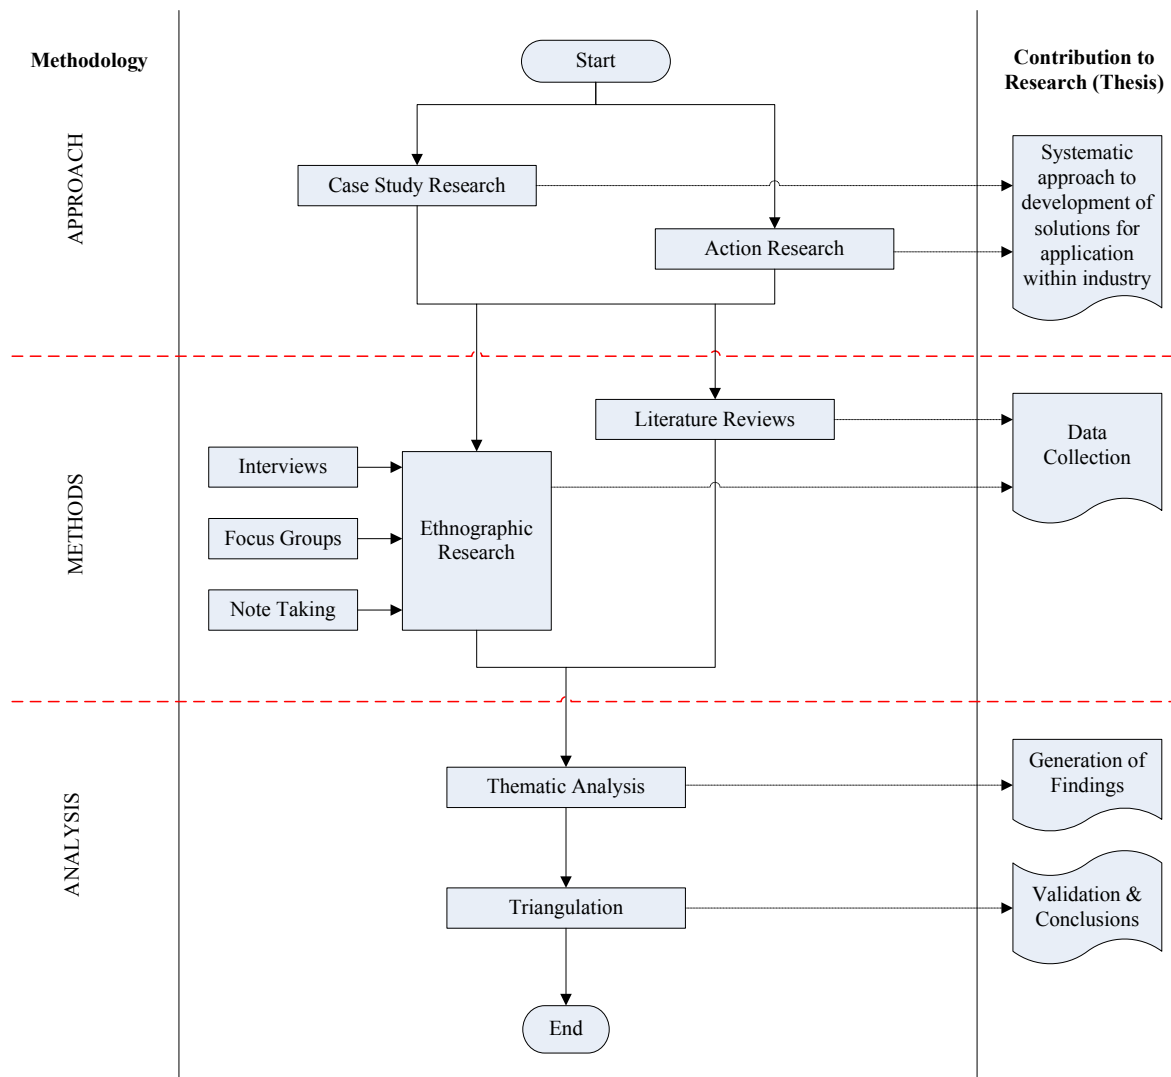 Methodology
Start
Contribution to
Research (Thesis)
APPROACH
Case Study Research
Action Research
Systematic
approach to
development of
solutions for
application
within industry
METHODS
Literature Reviews
Interviews
Focus Groups
Note Taking
Ethnographic
Research
Data
Collection
ANALYSIS
Thematic Analysis
Generation of
Findings
Triangulation
Validation &
Conclusions
End